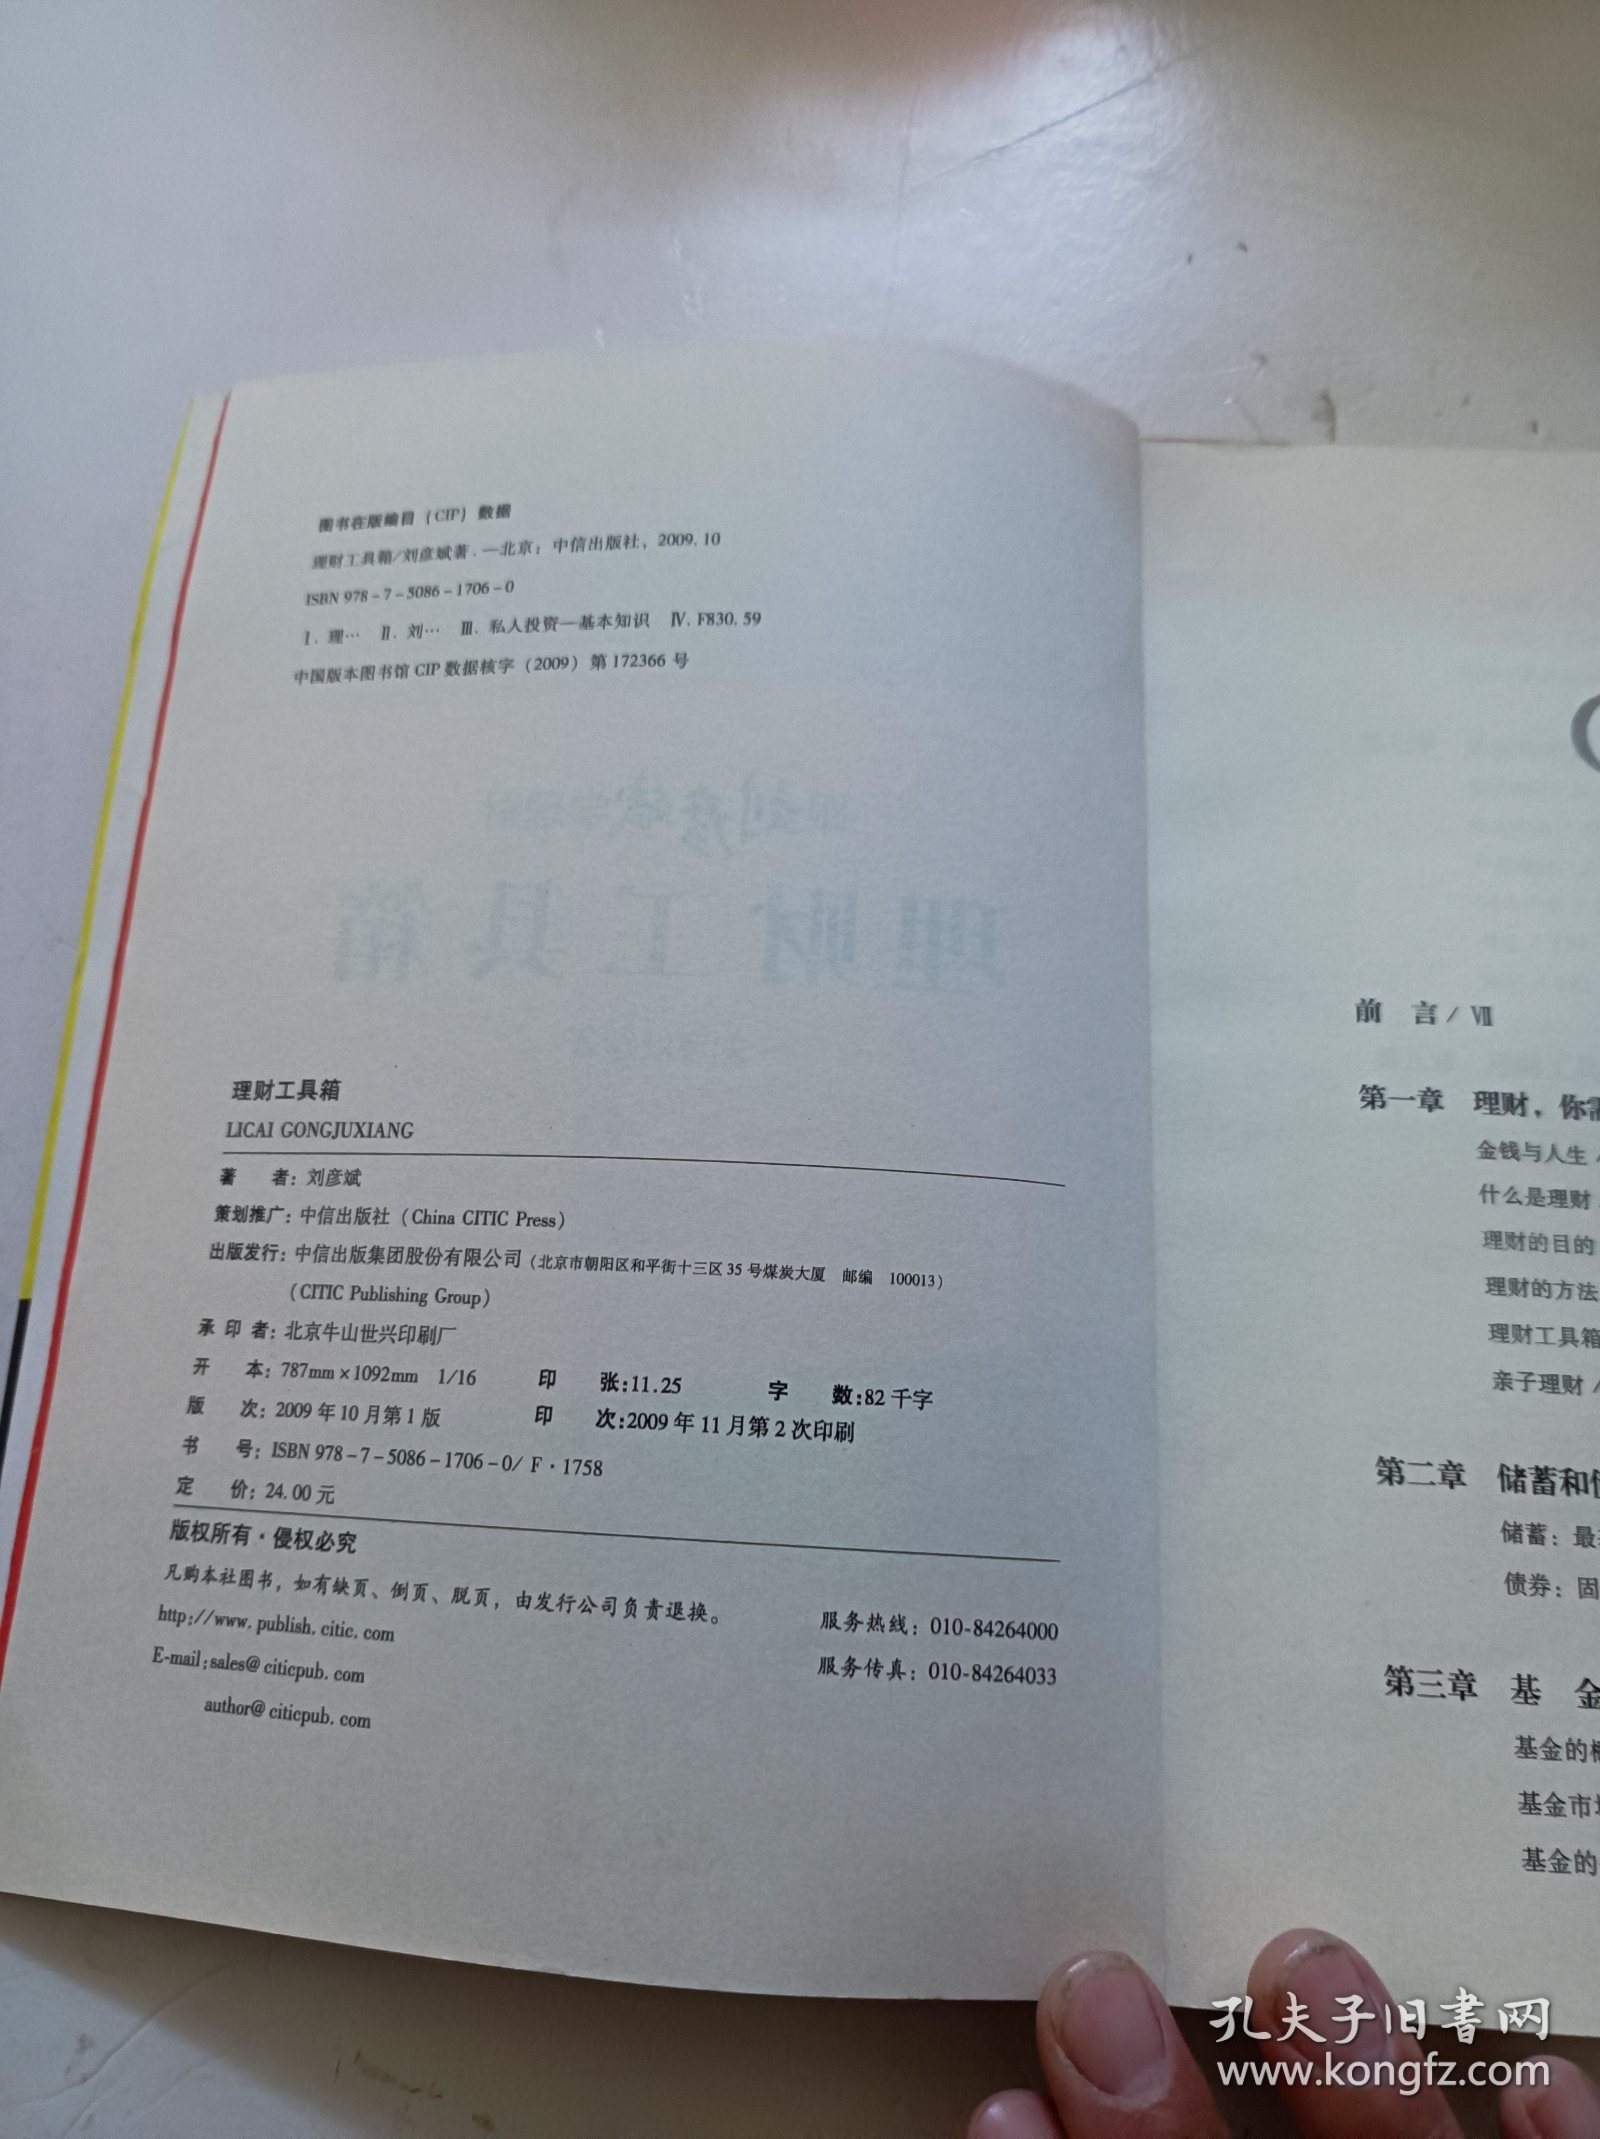 图书在版编目（CIP）数据
理财工具箱/刘彦斌著．—北京：中信出版社，2009.10
ISBN 978－7－5086－1706－0
Ⅰ．理… Ⅱ．刘… Ⅲ．私人投资—基本知识 Ⅳ．F830.59
中国版本图书馆CIP数据核字（2009）第172366号
理财工具箱
LICAI GONGJUXIANG
著 者：刘彦斌
策划推广：中信出版社（China CITIC Press）
出版发行：中信出版集团股份有限公司（北京市朝阳区和平街十三区35号煤炭大厦 邮编 100013）
（CITIC Publishing Group）
承 印 者：北京牛山世兴印刷厂
开 本：787mm×1092mm 1/16 印 张：11.25 字 数：82千字
版 次：2009年10月第1版 印 次：2009年11月第2次印刷
书 号：ISBN 978－7－5086－1706－0/F·1758
定 价：24.00元
版权所有·侵权必究
凡购本社图书，如有缺页、倒页、脱页，由发行公司负责退换。
http://www.publish.citic.com 服务热线：010-84264000
E-mail:sales@citicpub.com 服务传真：010-84264033
author@citicpub.com
前 言/Ⅶ
第一章 理财，你
金钱与人生/
什么是理财
理财的目的
理财的方法
理财工具箱
亲子理财/
第二章 储蓄和
储蓄：最
债券：固
第三章 基 金
基金的
基金市
基金的
孔夫子旧書网
www.kongfz.com